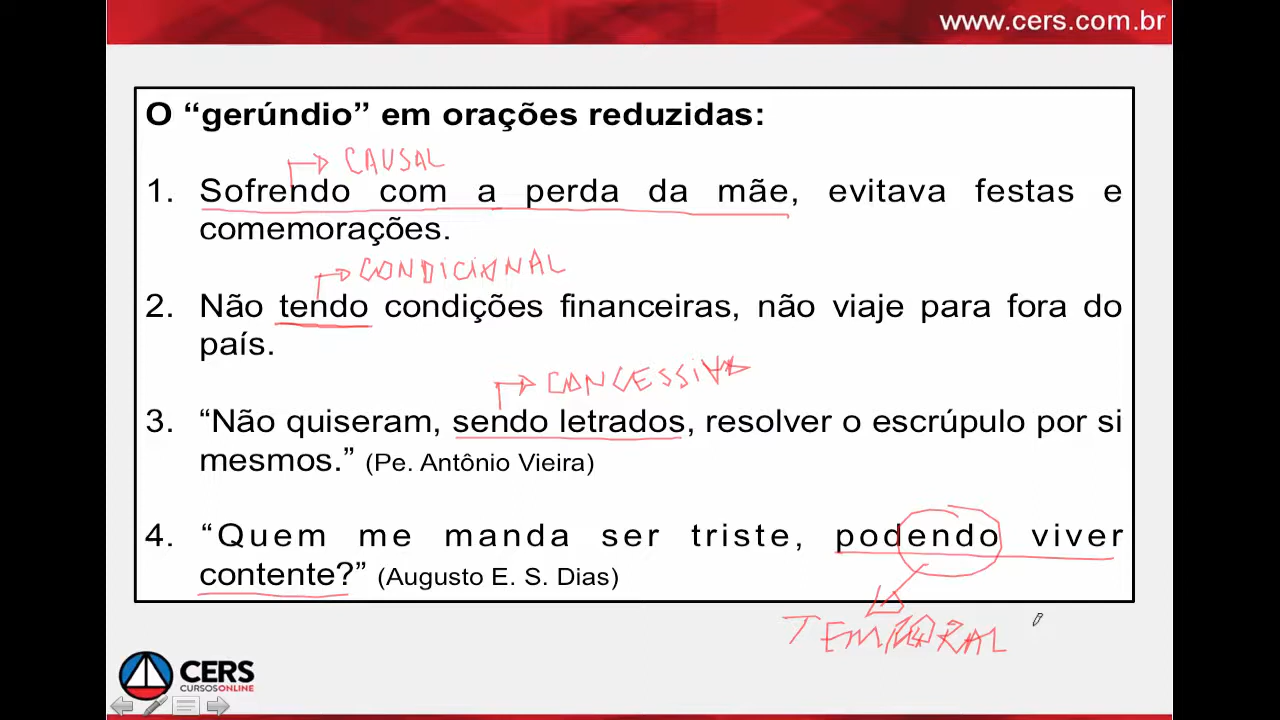 www.cers.com.br
O “gerúndio” em orações reduzidas:
CAUSAL
1. Sofrendo com a perda da mãe, evitava festas e
comemorações.
CONDICIONAL
2. Não tendo condições financeiras, não viaje para fora do
país.
CONCESSIVA
3. “Não quiseram, sendo letrados, resolver o escrúpulo por si
mesmos.” (Pe. Antônio Vieira)
4. “Quem me manda ser triste, podendo viver
contente?” (Augusto E. S. Dias)
TEMPORAL
CERS
CURSOSONLINE